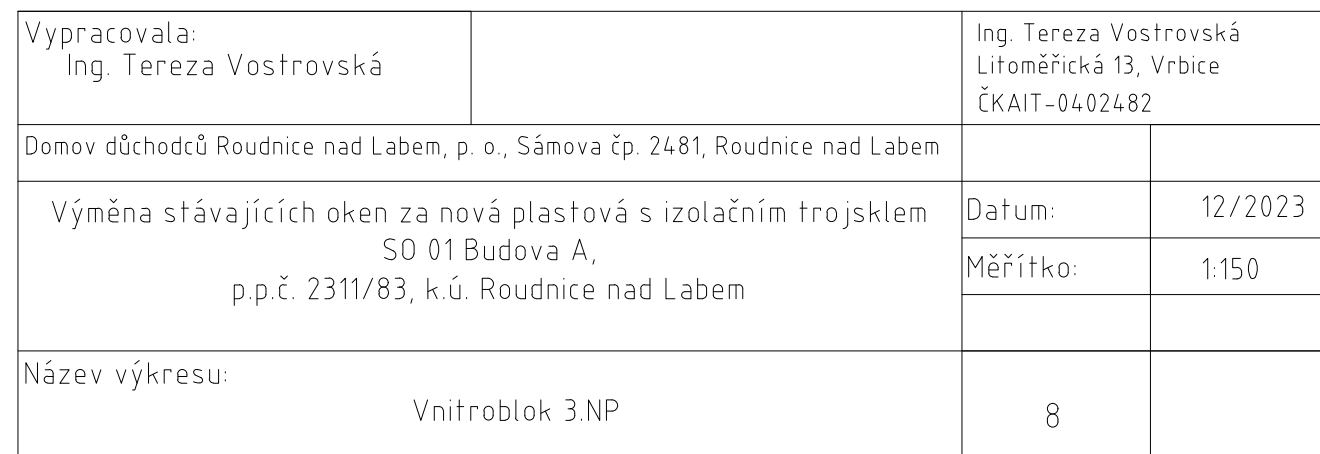 Vypracovala:
Ing. Tereza Vostrovská
Ing. Tereza Vostrovská
Litoměřická 13, Vrbice
ČKAIT-0402482
Domov důchodců Roudnice nad Labem, p. o., Sámova čp. 2481, Roudnice nad Labem
Výměna stávajících oken za nová plastová s izolačním trojsklem
SO 01 Budova A,
p.p.č. 2311/83, k.ú. Roudnice nad Labem
Datum: 12/2023
Měřítko: 1:150
Název výkresu:
Vnitroblok 3.NP
8